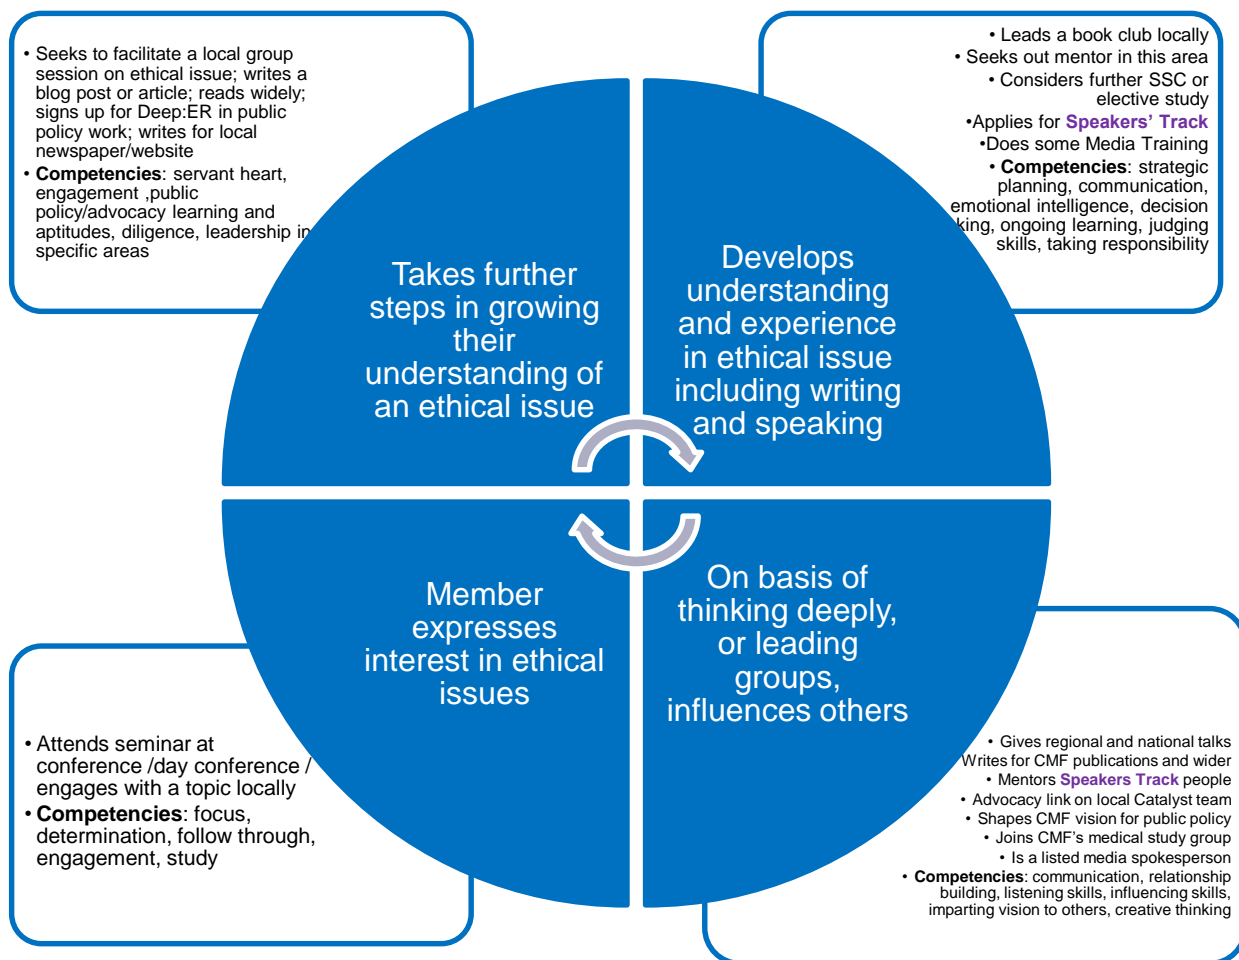 • Seeks to facilitate a local group
session on ethical issue; writes a
blog post or article; reads widely;
signs up for Deep:ER in public
policy work; writes for local
newspaper/website
• Competencies: servant heart,
engagement ,public
policy/advocacy learning and
aptitudes, diligence, leadership in
specific areas
• Leads a book club locally
• Seeks out mentor in this area
• Considers further SSC or
elective study
•Applies for Speakers’ Track
•Does some Media Training
• Competencies: strategic
planning, communication,
emotional intelligence, decision
king, ongoing learning, judging
skills, taking responsibility
Takes further
steps in growing
their
understanding of
an ethical issue
Develops
understanding
and experience
in ethical issue
including writing
and speaking
Member
expresses
interest in ethical
issues
On basis of
thinking deeply,
or leading
groups,
influences others
• Attends seminar at
conference /day conference /
engages with a topic locally
• Competencies: focus,
determination, follow through,
engagement, study
• Gives regional and national talks
Writes for CMF publications and wider
• Mentors Speakers Track people
• Advocacy link on local Catalyst team
• Shapes CMF vision for public policy
• Joins CMF’s medical study group
• Is a listed media spokesperson
• Competencies: communication, relationship
building, listening skills, influencing skills,
imparting vision to others, creative thinking